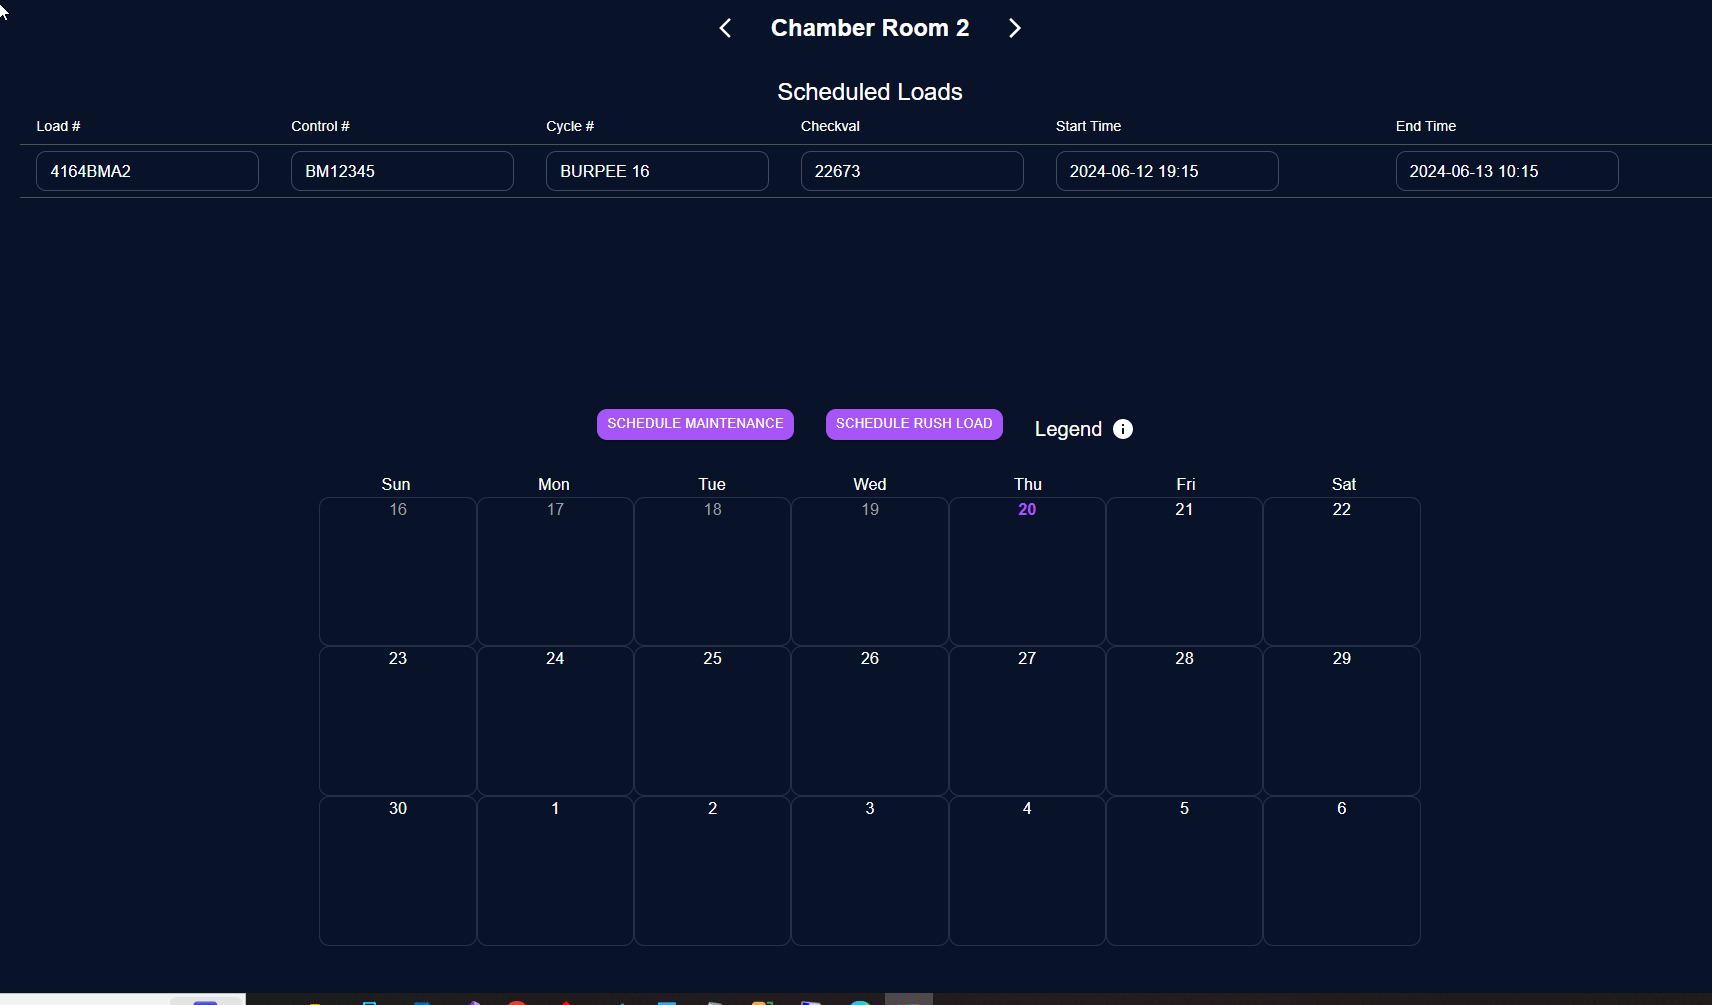 Chamber Room 2
Scheduled Loads
Load # Control # Cycle # Checkval Start Time End Time
4164BMA2 BM12345 BURPEE 16 22673 2024-06-12 19:15 2024-06-13 10:15
SCHEDULE MAINTENANCE SCHEDULE RUSH LOAD Legend
Sun Mon Tue Wed Thu Fri Sat
16 17 18 19 20 21 22
23 24 25 26 27 28 29
30 1 2 3 4 5 6